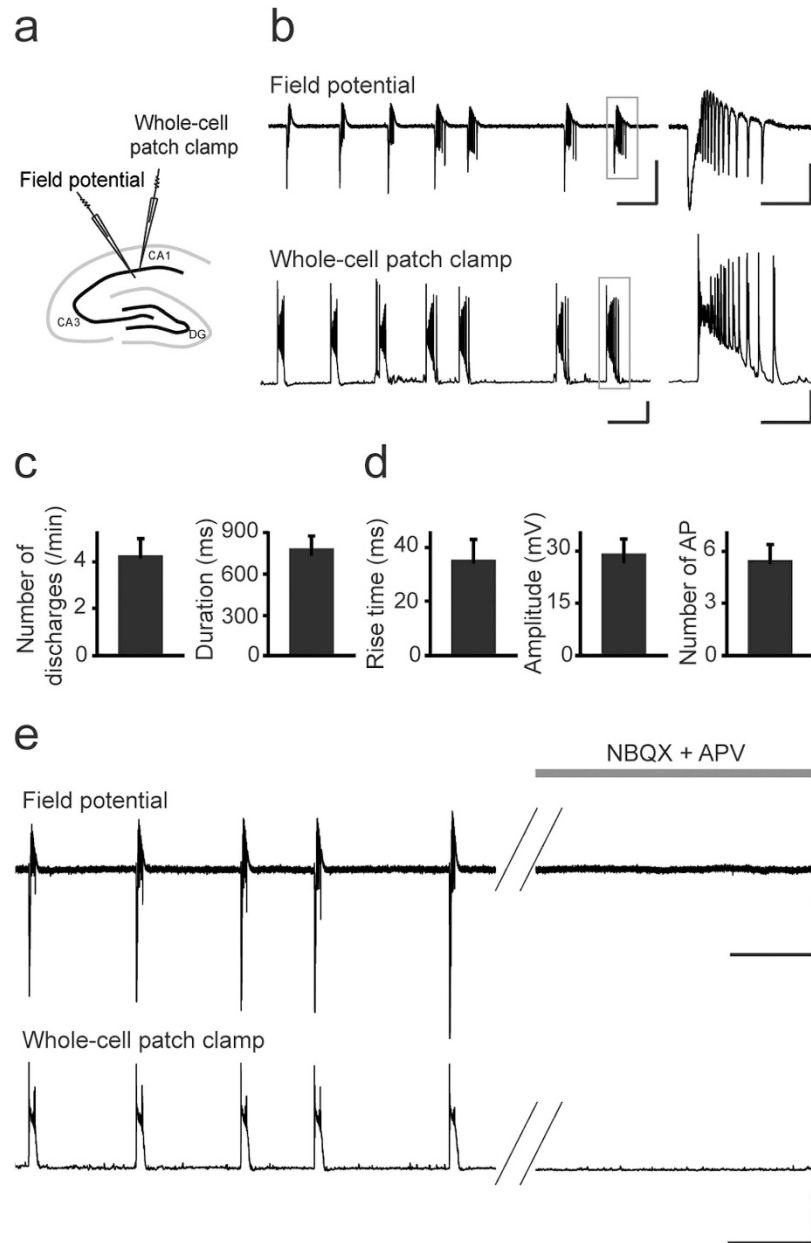 a
Whole-cell
patch clamp
Field potential
CA1
CA3
DG
b
Field potential
Whole-cell patch clamp
c
Number of
discharges (/min)
4
2
0
Duration (ms)
900
600
300
0
d
Rise time (ms)
40
20
0
Amplitude (mV)
30
15
0
Number of AP
6
3
0
e
NBQX + APV
Field potential
Whole-cell patch clamp